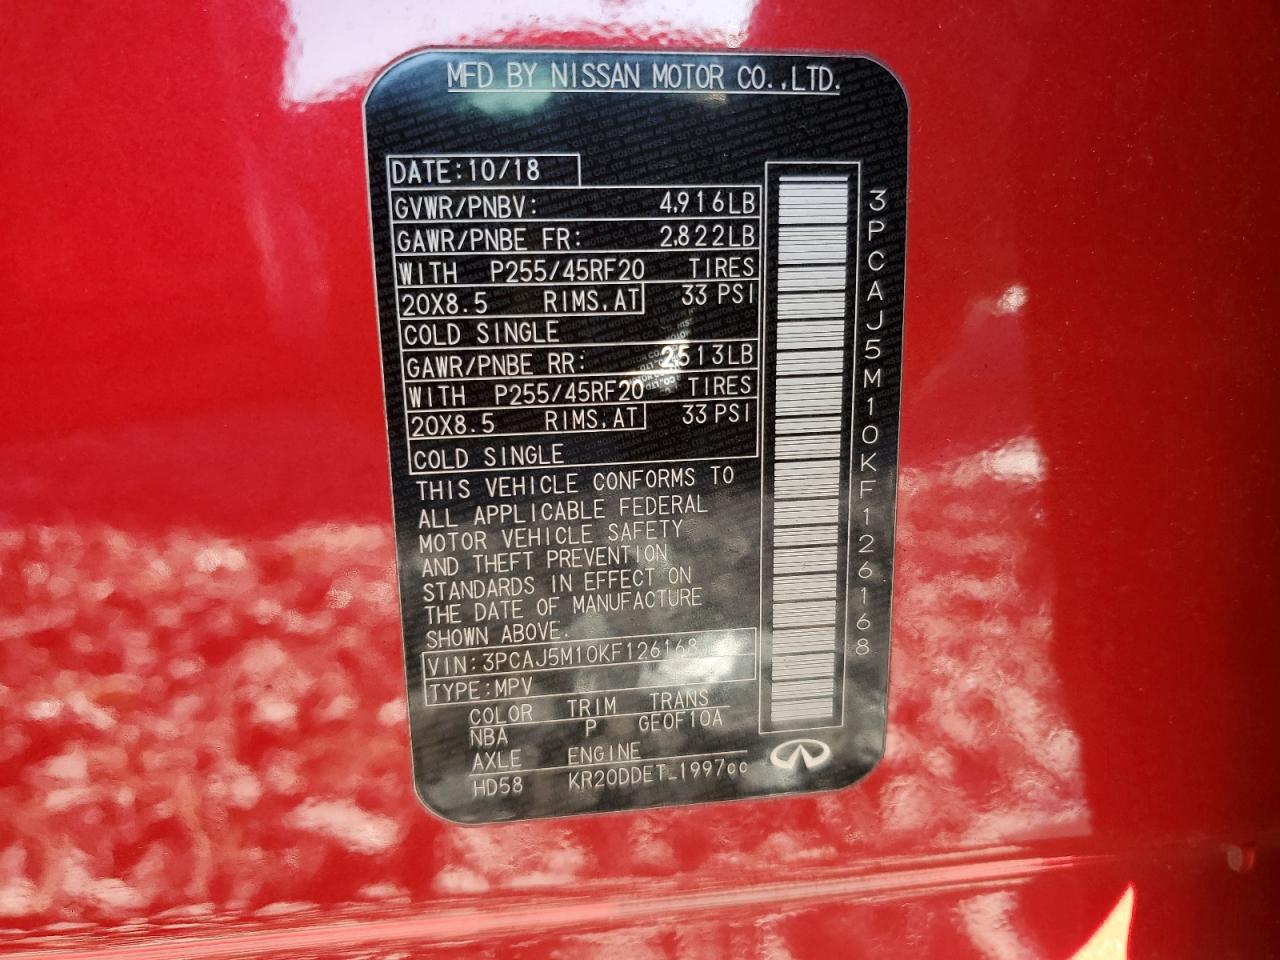 MFD BY NISSAN MOTOR CO.,LTD.
DATE:10/18
GVWR/PNBV: 4,916LB
GAWR/PNBE FR: 2,822LB
WITH P255/45RF20 TIRES
20X8.5 RIMS,AT 33 PSI
COLD SINGLE
GAWR/PNBE RR: 2513LB
WITH P255/45RF20 TIRES
20X8.5 RIMS,AT 33 PSI
COLD SINGLE
THIS VEHICLE CONFORMS TO
ALL APPLICABLE FEDERAL
MOTOR VEHICLE SAFETY
AND THEFT PREVENTION
STANDARDS IN EFFECT ON
THE DATE OF MANUFACTURE
SHOWN ABOVE.
VIN:3PCAJ5M10KF126168
TYPE:MPV
COLOR TRIM TRANS
NBA P GE0F10A
AXLE ENGINE
HD58 KR20DDET_1997cc
3PCAJ5M10KF126168